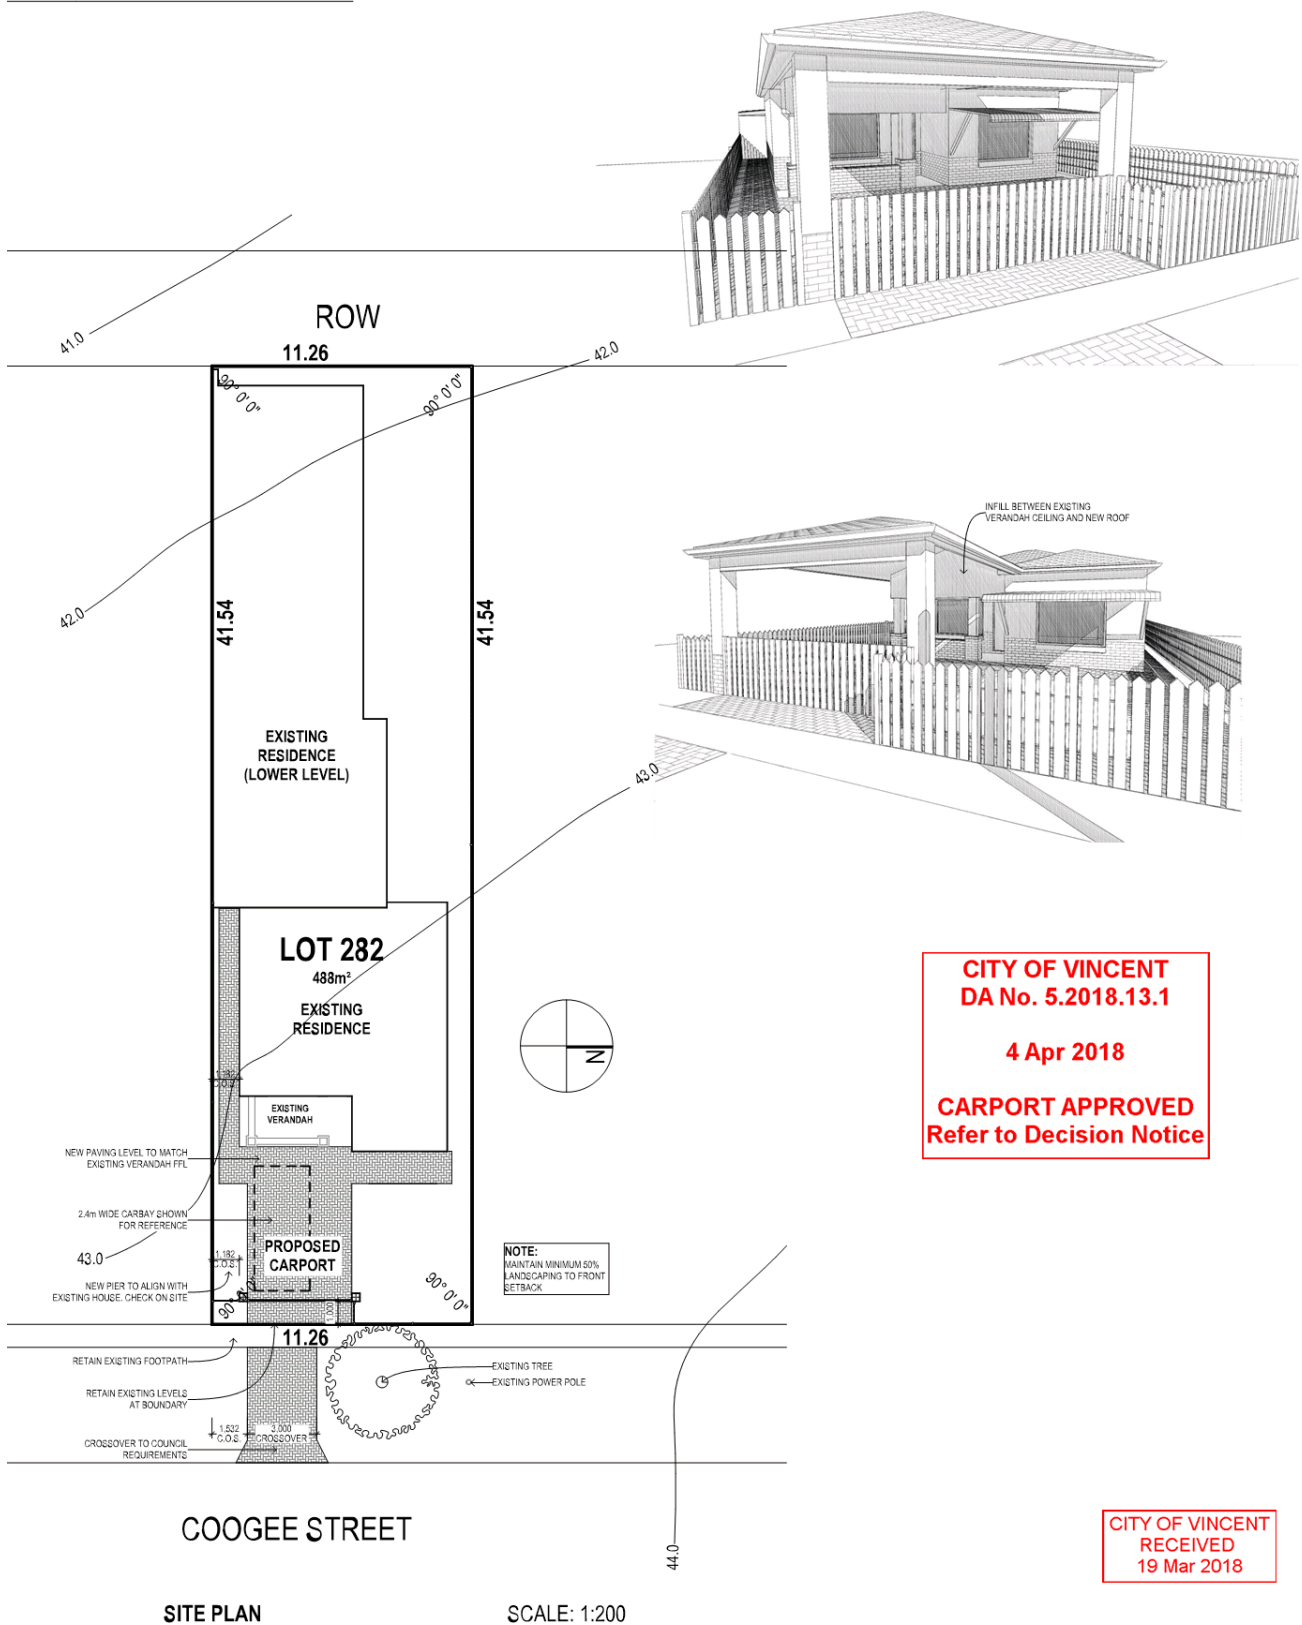 INFILL BETWEEN EXISTING
VERANDAH CEILING AND NEW ROOF
ROW
11.26
41.0
42.0
90° 0' 0"
90° 0' 0"
42.0
41.54
41.54
EXISTING
RESIDENCE
(LOWER LEVEL)
43.0
LOT 282
488m²
EXISTING
RESIDENCE
N
C.O.S.
EXISTING
VERANDAH
NEW PAVING LEVEL TO MATCH
EXISTING VERANDAH FFL
2.4m WIDE CARBAY SHOWN
FOR REFERENCE
43.0
1,182
C.O.S.
PROPOSED
CARPORT
NEW PIER TO ALIGN WITH
EXISTING HOUSE. CHECK ON SITE
90° 0' 0"
90° 0' 0"
1,000
NOTE:
MAINTAIN MINIMUM 50%
LANDSCAPING TO FRONT
SETBACK
11.26
RETAIN EXISTING FOOTPATH
RETAIN EXISTING LEVELS
AT BOUNDARY
EXISTING TREE
EXISTING POWER POLE
1,532
C.O.S.
3,000
CROSSOVER
CROSSOVER TO COUNCIL
REQUIREMENTS
COOGEE STREET
44.0
SITE PLAN
SCALE: 1:200
CITY OF VINCENT
DA No. 5.2018.13.1
4 Apr 2018
CARPORT APPROVED
Refer to Decision Notice
CITY OF VINCENT
RECEIVED
19 Mar 2018